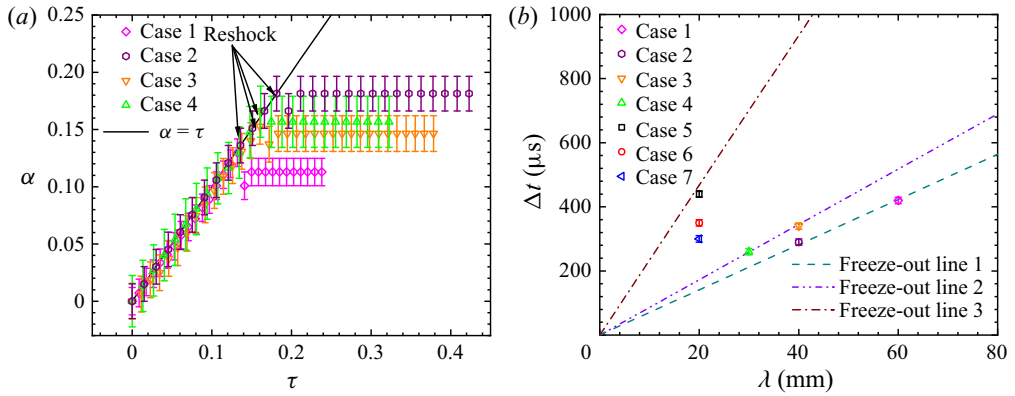 (a)
0.25
0.20
0.15
0.10
0.05
0
α
Case 1
Case 2
Case 3
Case 4
α = τ
Reshock
0
0.1
0.2
0.3
0.4
τ
(b)
1000
800
600
400
200
Δt (μs)
Case 1
Case 2
Case 3
Case 4
Case 5
Case 6
Case 7
Freeze-out line 1
Freeze-out line 2
Freeze-out line 3
0
20
40
60
80
λ (mm)